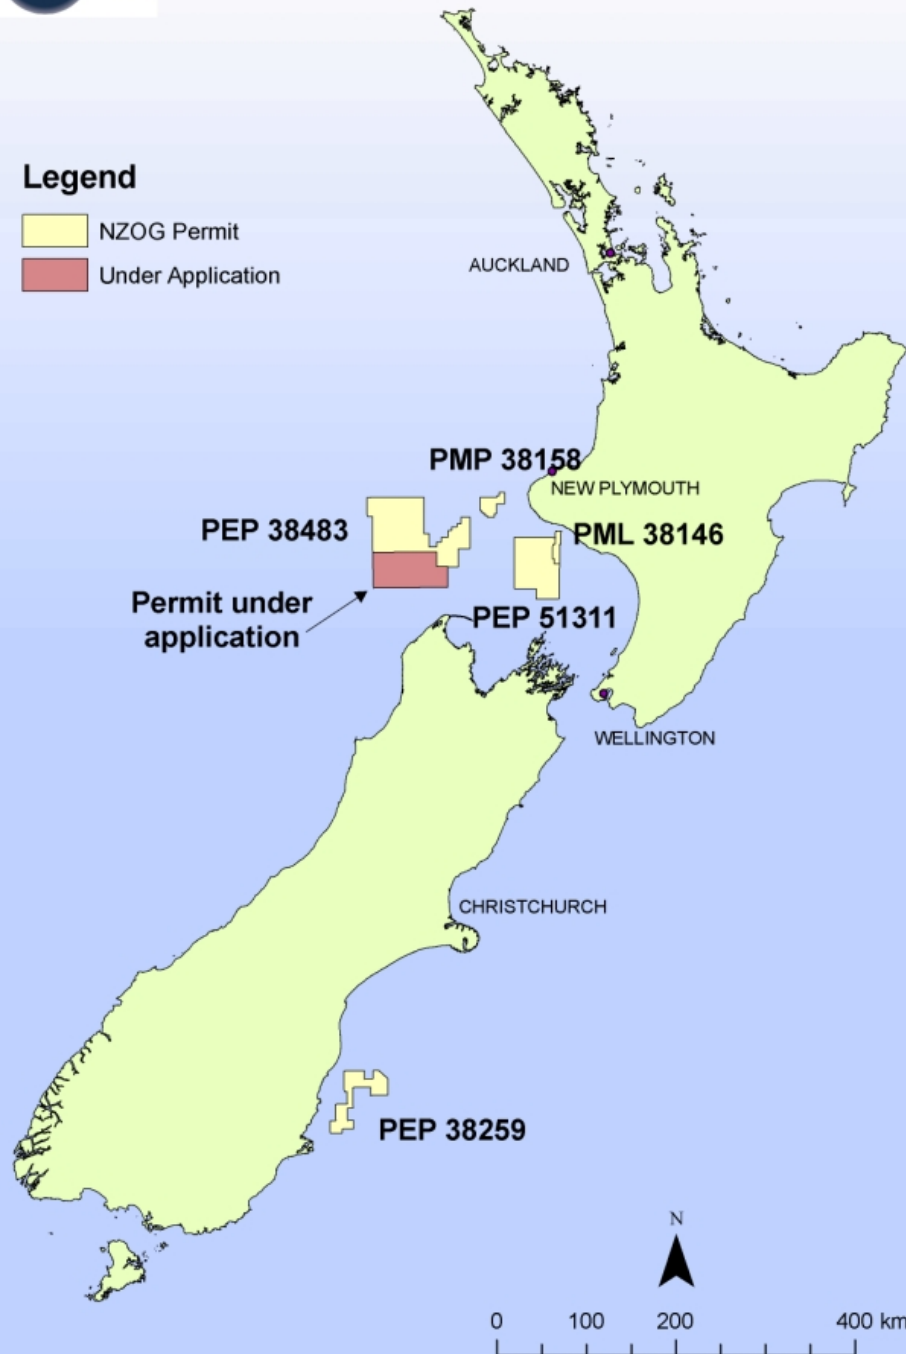 Legend
NZOG Permit
Under Application
AUCKLAND
PMP 38158
NEW PLYMOUTH
PEP 38483
PML 38146
Permit under
application
PEP 51311
WELLINGTON
CHRISTCHURCH
PEP 38259
N
0 100 200 400 km